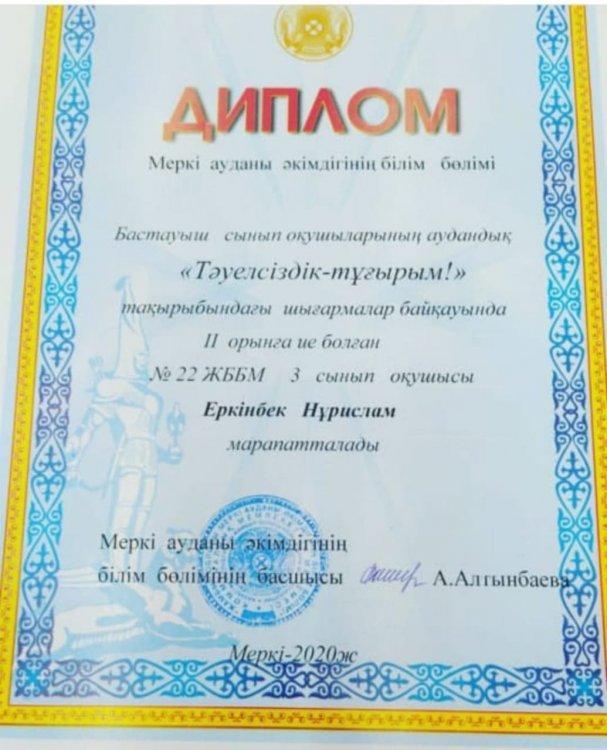 ДИПЛОМ
Меркі ауданы әкімдігінің білім бөлімі
Бастауыш сынып оқушыларының аудандық
«Тәуелсіздік-тұғырым!»
тақырыбындағы шығармалар байқауында
II орынға ие болған
№ 22 ЖББМ 3 сынып оқушысы
Еркінбек Нұрислам
марапатталады
Меркі ауданы әкімдігінің
білім бөлімінің басшысы А.Алтынбаева
Меркі-2020ж